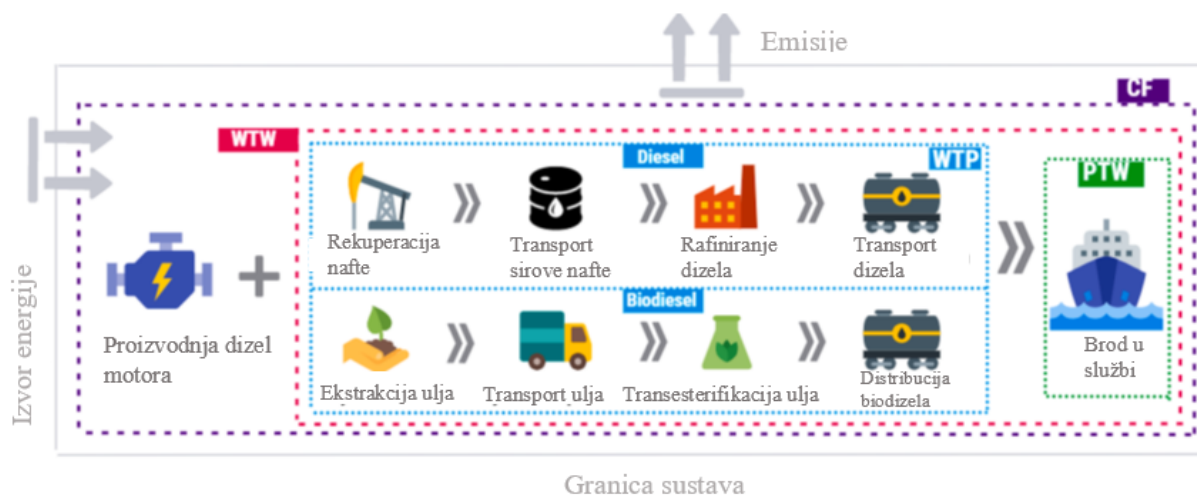 Emisije
CF
WTW
Diesel
WTP
PTW
Rekuperacija
nafte
Transport
sirove nafte
Rafiniranje
dizela
Transport
dizela
Biodiesel
Izvor energije
Proizvodnja dizel
motora
Ekstrakcija ulja
Transport ulja
Transesterifikacija ulja
Distribucija
biodizela
Brod u
službi
Granica sustava